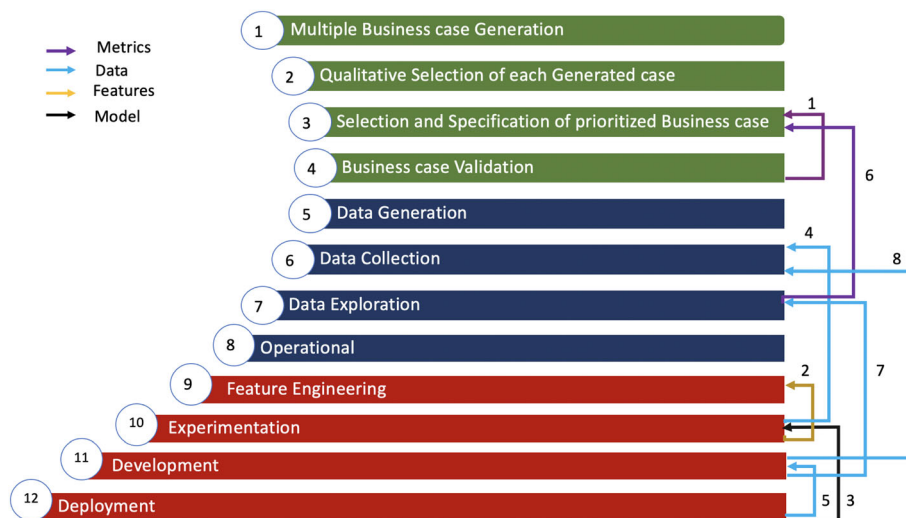 1 Multiple Business case Generation
Metrics
Data
Features
Model
2 Qualitative Selection of each Generated case
3 Selection and Specification of prioritized Business case
1
4 Business case Validation
6
5 Data Generation
4
6 Data Collection
8
7 Data Exploration
8 Operational
7
9 Feature Engineering
2
10 Experimentation
11 Development
12 Deployment
5
3